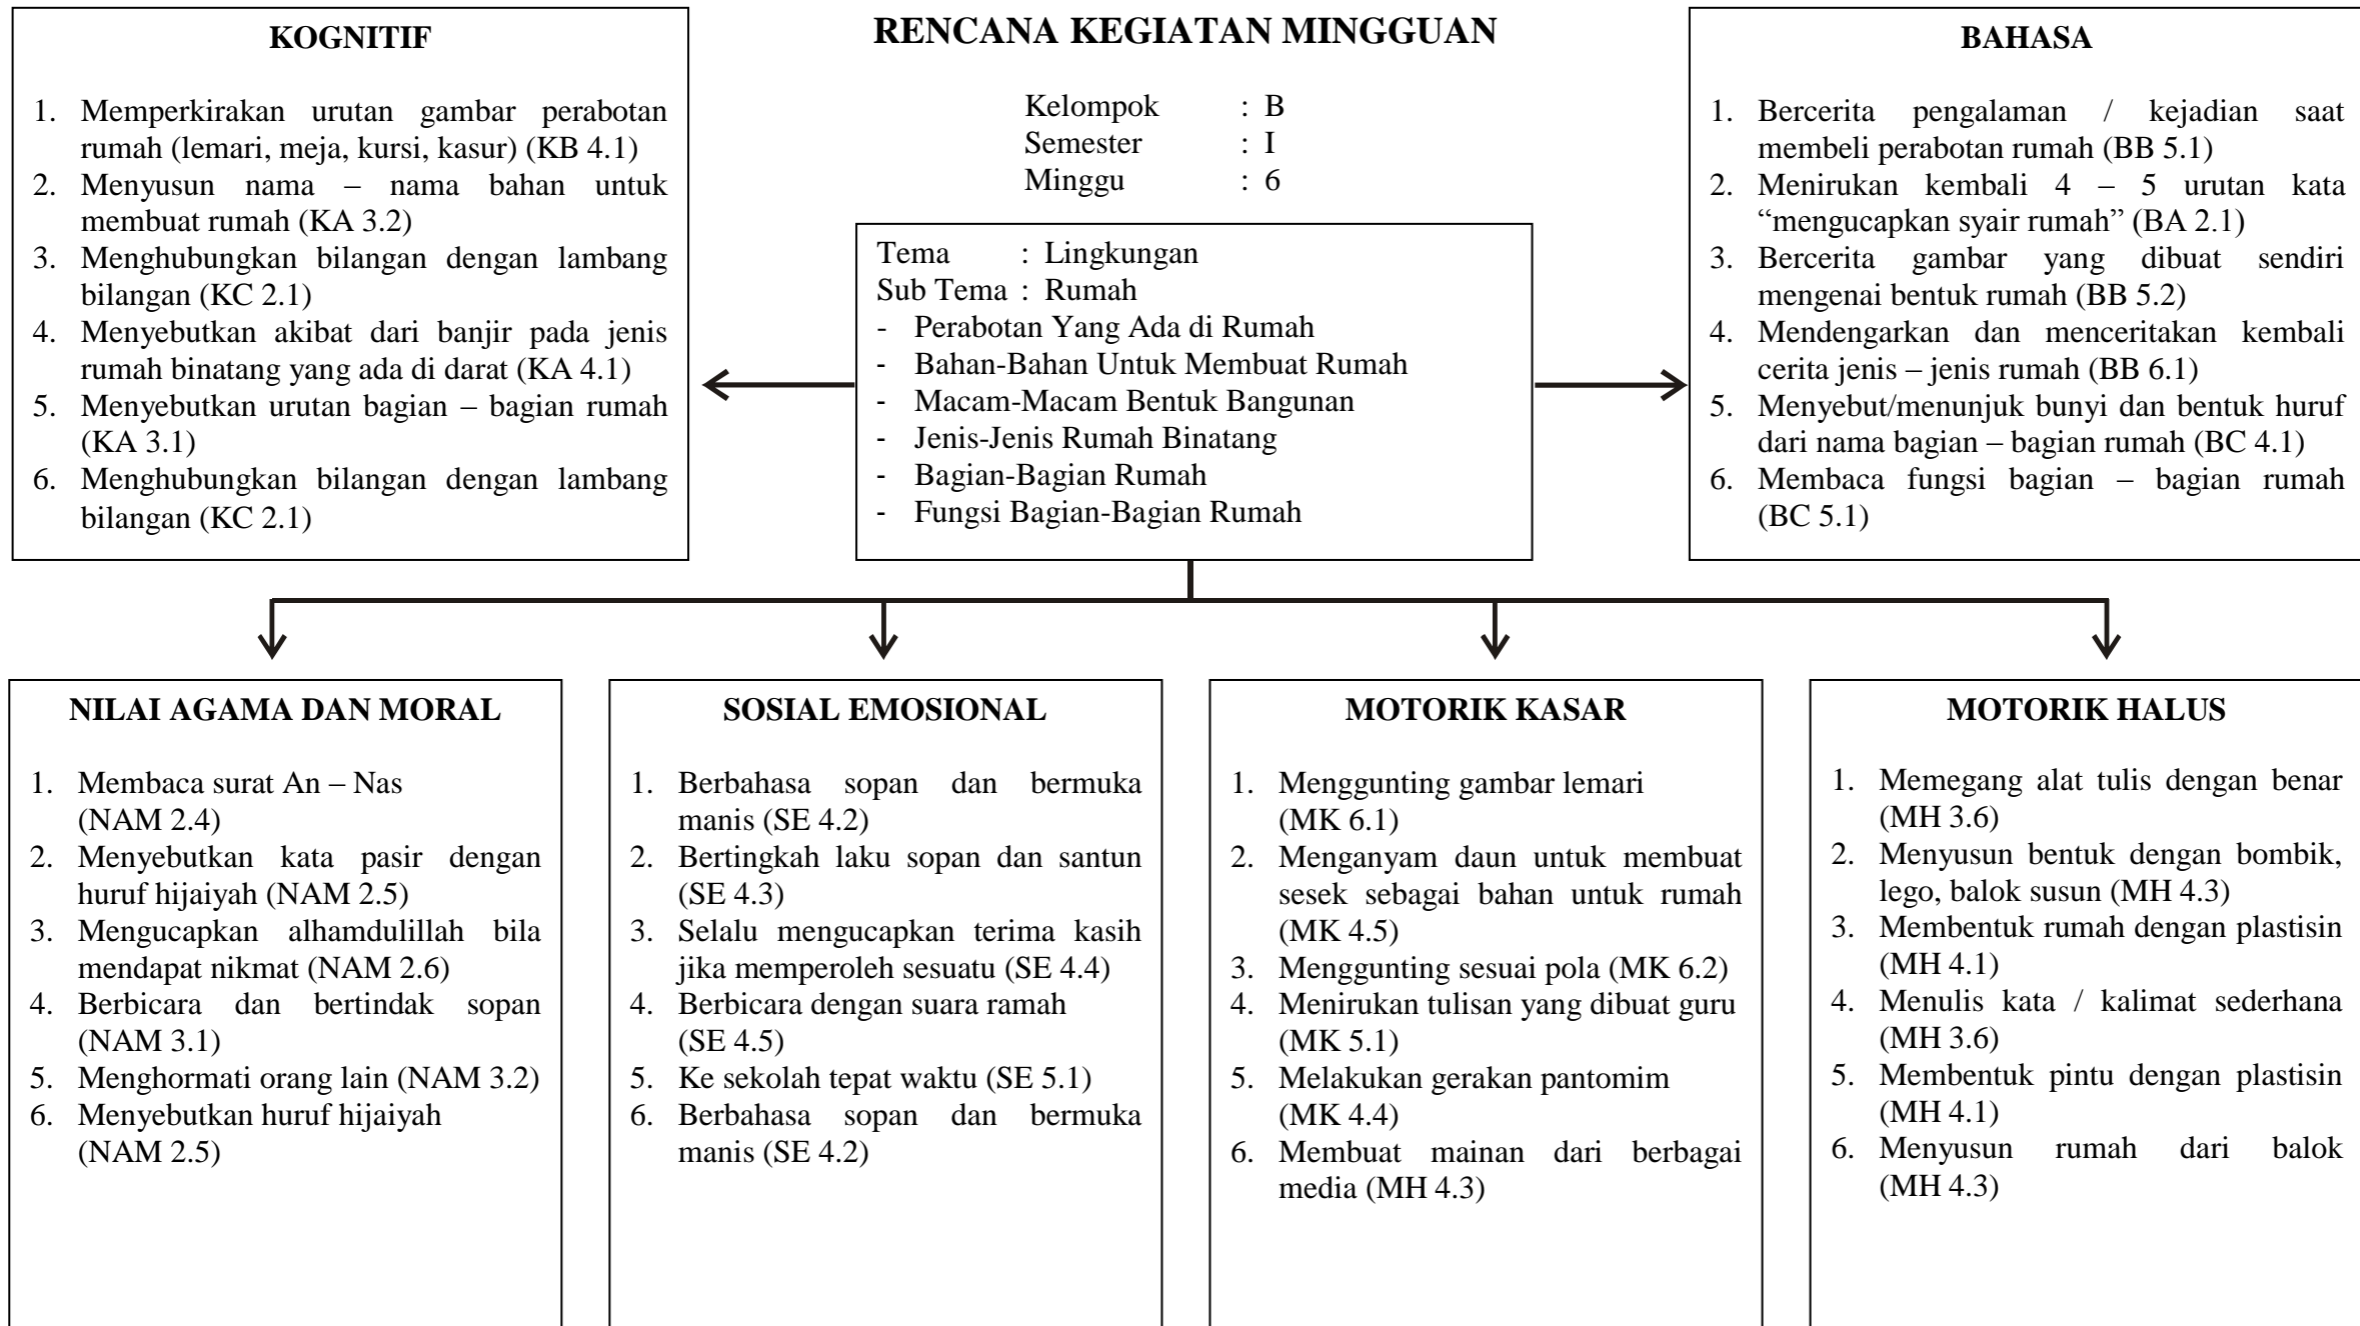 RENCANA KEGIATAN MINGGUAN
Kelompok : B
Semester : I
Minggu : 6
KOGNITIF
1. Memperkirakan urutan gambar perabotan
rumah (lemari, meja, kursi, kasur) (KB 4.1)
2. Menyusun nama – nama bahan untuk
membuat rumah (KA 3.2)
3. Menghubungkan bilangan dengan lambang
bilangan (KC 2.1)
4. Menyebutkan akibat dari banjir pada jenis
rumah binatang yang ada di darat (KA 4.1)
5. Menyebutkan urutan bagian – bagian rumah
(KA 3.1)
6. Menghubungkan bilangan dengan lambang
bilangan (KC 2.1)
Tema : Lingkungan
Sub Tema : Rumah
- Perabotan Yang Ada di Rumah
- Bahan-Bahan Untuk Membuat Rumah
- Macam-Macam Bentuk Bangunan
- Jenis-Jenis Rumah Binatang
- Bagian-Bagian Rumah
- Fungsi Bagian-Bagian Rumah
BAHASA
1. Bercerita pengalaman / kejadian saat
membeli perabotan rumah (BB 5.1)
2. Menirukan kembali 4 – 5 urutan kata
“mengucapkan syair rumah” (BA 2.1)
3. Bercerita gambar yang dibuat sendiri
mengenai bentuk rumah (BB 5.2)
4. Mendengarkan dan menceritakan kembali
cerita jenis – jenis rumah (BB 6.1)
5. Menyebut/menunjuk bunyi dan bentuk huruf
dari nama bagian – bagian rumah (BC 4.1)
6. Membaca fungsi bagian – bagian rumah
(BC 5.1)
NILAI AGAMA DAN MORAL
1. Membaca surat An – Nas
(NAM 2.4)
2. Menyebutkan kata pasir dengan
huruf hijaiyah (NAM 2.5)
3. Mengucapkan alhamdulillah bila
mendapat nikmat (NAM 2.6)
4. Berbicara dan bertindak sopan
(NAM 3.1)
5. Menghormati orang lain (NAM 3.2)
6. Menyebutkan huruf hijaiyah
(NAM 2.5)
SOSIAL EMOSIONAL
1. Berbahasa sopan dan bermuka
manis (SE 4.2)
2. Bertingkah laku sopan dan santun
(SE 4.3)
3. Selalu mengucapkan terima kasih
jika memperoleh sesuatu (SE 4.4)
4. Berbicara dengan suara ramah
(SE 4.5)
5. Ke sekolah tepat waktu (SE 5.1)
6. Berbahasa sopan dan bermuka
manis (SE 4.2)
MOTORIK KASAR
1. Menggunting gambar lemari
(MK 6.1)
2. Menganyam daun untuk membuat
sesek sebagai bahan untuk rumah
(MK 4.5)
3. Menggunting sesuai pola (MK 6.2)
4. Menirukan tulisan yang dibuat guru
(MK 5.1)
5. Melakukan gerakan pantomim
(MK 4.4)
6. Membuat mainan dari berbagai
media (MH 4.3)
MOTORIK HALUS
1. Memegang alat tulis dengan benar
(MH 3.6)
2. Menyusun bentuk dengan bombik,
lego, balok susun (MH 4.3)
3. Membentuk rumah dengan plastisin
(MH 4.1)
4. Menulis kata / kalimat sederhana
(MH 3.6)
5. Membentuk pintu dengan plastisin
(MH 4.1)
6. Menyusun rumah dari balok
(MH 4.3)